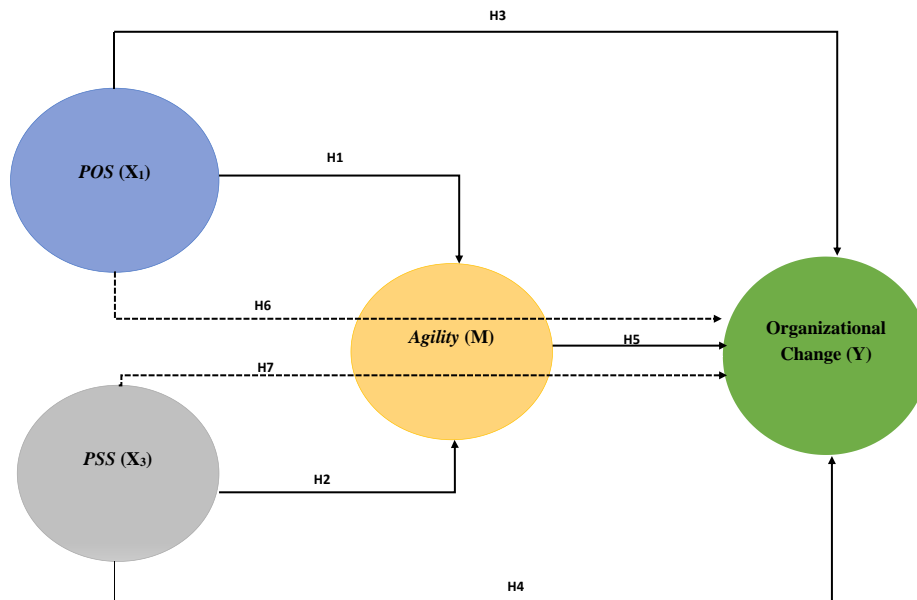 H3
H1
POS (X₁)
H6
Agility (M)
H5
Organizational
Change (Y)
H7
PSS (X₃)
H2
H4